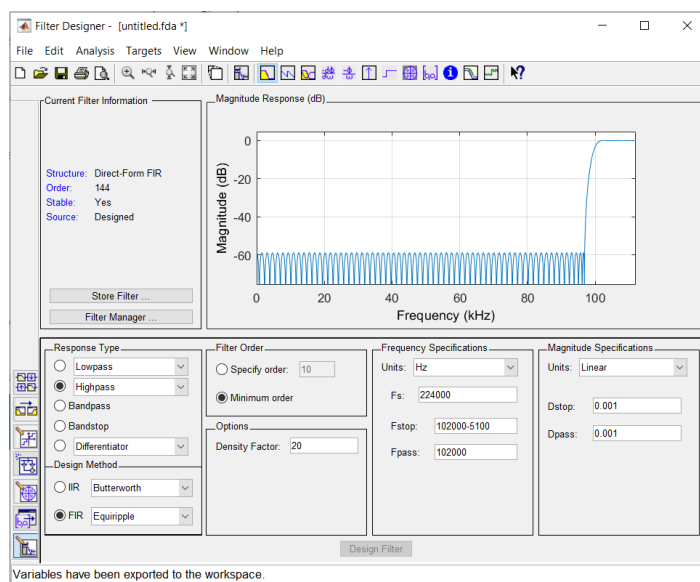 Filter Designer - [untitled.fda *]
File Edit Analysis Targets View Window Help
Current Filter Information
Structure: Direct-Form FIR
Order: 144
Stable: Yes
Source: Designed
Store Filter ...
Filter Manager ...
Magnitude Response (dB)
Magnitude (dB)
0
-20
-40
-60
0 20 40 60 80 100
Frequency (kHz)
Response Type
Lowpass
Highpass
Bandpass
Bandstop
Differentiator
Design Method
IIR Butterworth
FIR Equiripple
Filter Order
Specify order: 10
Minimum order
Options
Density Factor: 20
Frequency Specifications
Units: Hz
Fs: 224000
Fstop: 102000-5100
Fpass: 102000
Magnitude Specifications
Units: Linear
Dstop: 0.001
Dpass: 0.001
Design Filter
Variables have been exported to the workspace.